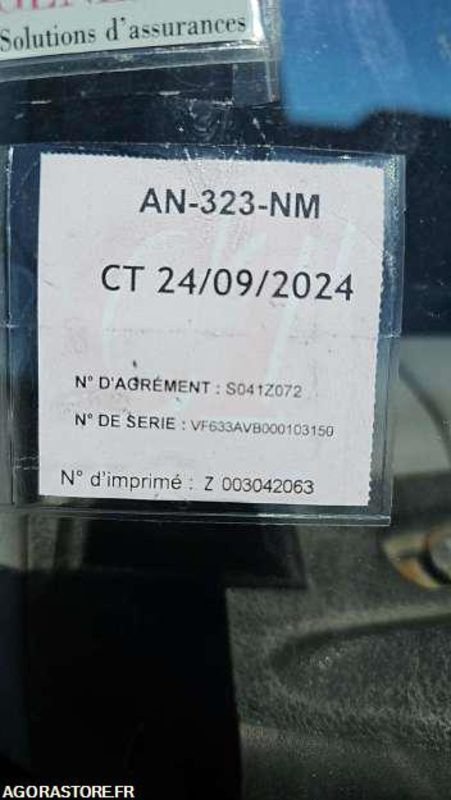 Solutions d'assurances
AN-323-NM
CT 24/09/2024
N° D'AGRÉMENT : S041Z072
N° DE SERIE : VF633AVB000103150
N° d'imprimé : Z 003042063
AGORASTORE.FR